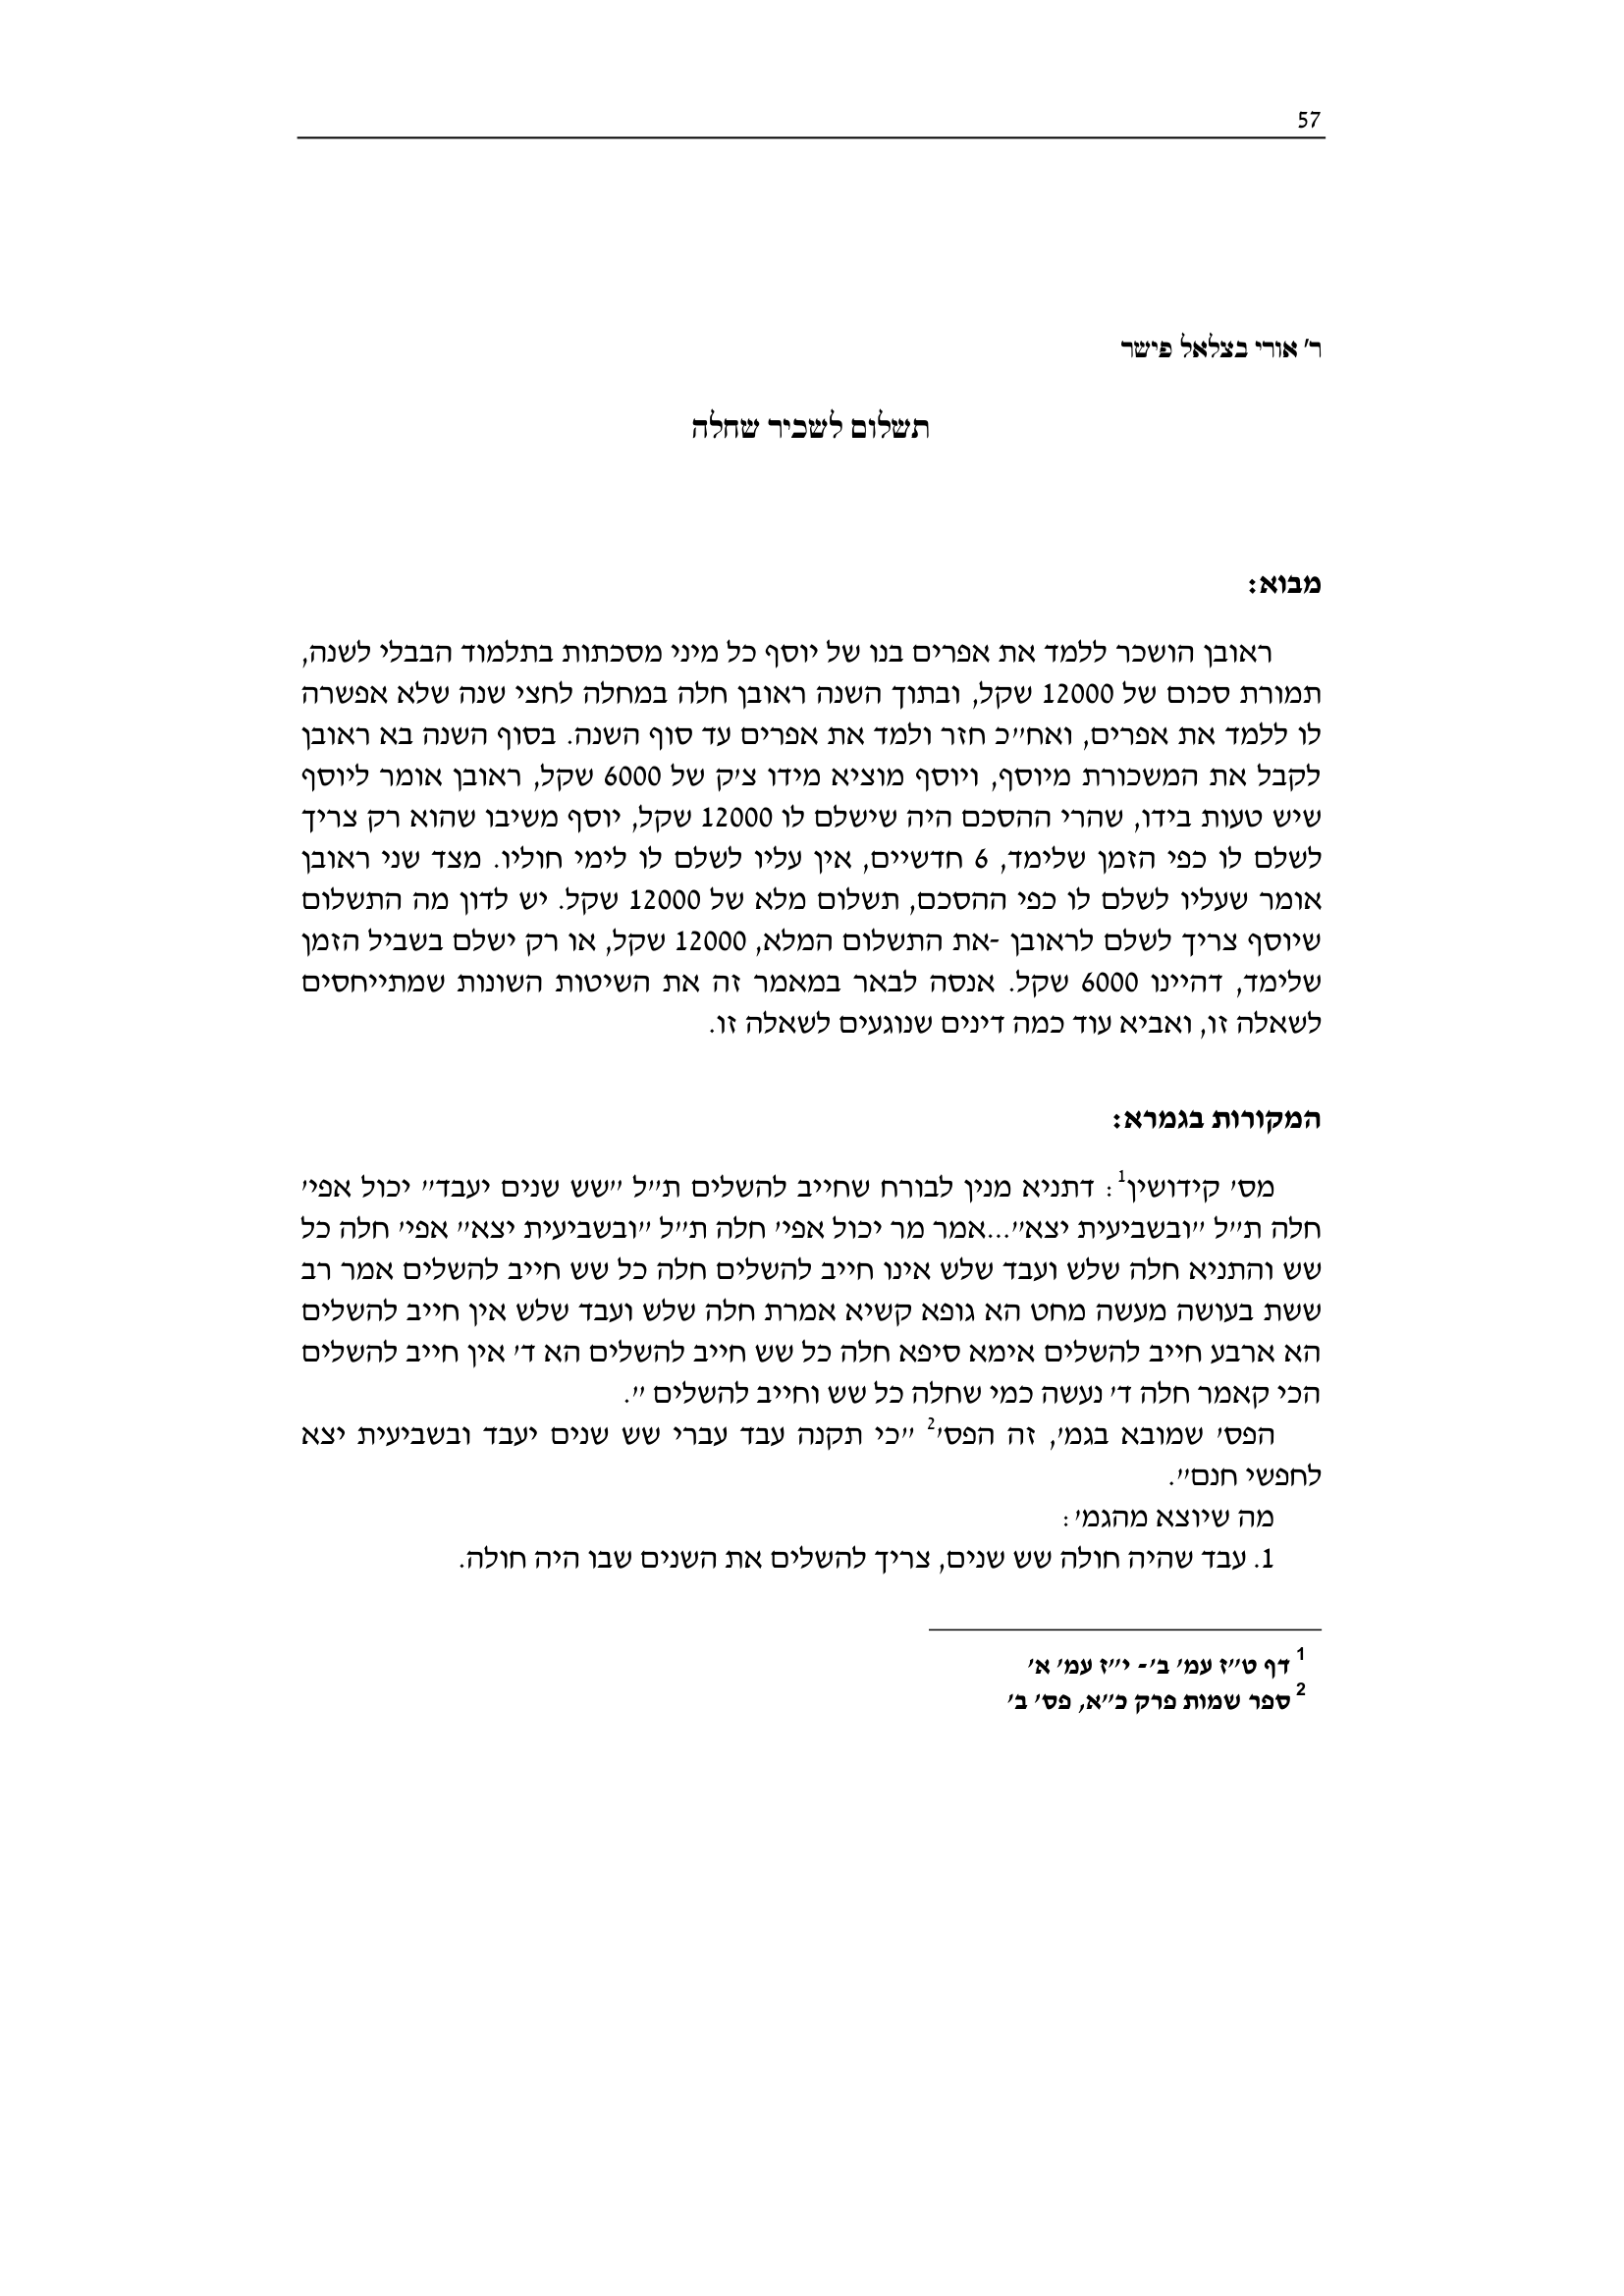 57
ר' אורי בצלאל פישר
תשלום לשכיר שחלה
מבוא:
ראובן הושכר ללמד את אפרים בנו של יוסף כל מיני מסכתות בתלמוד הבבלי לשנה,
תמורת סכום של 12000 שקל, ובתוך השנה ראובן חלה במחלה לחצי שנה שלא אפשרה
לו ללמד את אפרים, ואח"כ חזר ולמד את אפרים עד סוף השנה. בסוף השנה בא ראובן
לקבל את המשכורת מיוסף, ויוסף מוציא מידו צ'ק של 6000 שקל, ראובן אומר ליוסף
שיש טעות בידו, שהרי ההסכם היה שישלם לו 12000 שקל, יוסף משיבו שהוא רק צריך
לשלם לו כפי הזמן שלימד, 6 חדשיים, אין עליו לשלם לו לימי חוליו. מצד שני ראובן
אומר שעליו לשלם לו כפי ההסכם, תשלום מלא של 12000 שקל. יש לדון מה התשלום
שיוסף צריך לשלם לראובן -את התשלום המלא, 12000 שקל, או רק ישלם בשביל הזמן
שלימד, דהיינו 6000 שקל. אנסה לבאר במאמר זה את השיטות השונות שמתייחסים
לשאלה זו, ואביא עוד כמה דינים שנוגעים לשאלה זו.
המקורות בגמרא:
מס' קידושין1: דתניא מנין לבורח שחייב להשלים ת"ל "שש שנים יעבד" יכול אפי'
חלה ת"ל "ובשביעית יצא"...אמר מר יכול אפי' חלה ת"ל "ובשביעית יצא" אפי' חלה כל
שש והתניא חלה שלש ועבד שלש אינו חייב להשלים חלה כל שש חייב להשלים אמר רב
ששת בעושה מעשה מחט הא גופא קשיא אמרת חלה שלש ועבד שלש אין חייב להשלים
הא ארבע חייב להשלים אימא סיפא חלה כל שש חייב להשלים הא ד' אין חייב להשלים
הכי קאמר חלה ד' נעשה כמי שחלה כל שש וחייב להשלים ".
הפס' שמובא בגמ', זה הפס'2 "כי תקנה עבד עברי שש שנים יעבד ובשביעית יצא
לחפשי חנם".
מה שיוצא מהגמ':
1. עבד שהיה חולה שש שנים, צריך להשלים את השנים שבו היה חולה.
1 דף ט"ז עמ' ב'- י"ז עמ' א'
2 ספר שמות פרק כ"א, פס' ב'